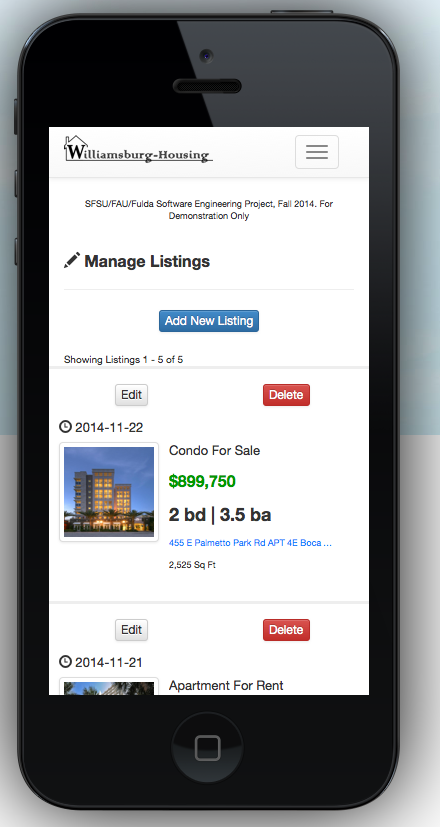 Williamsburg-Housing
SFSU/FAU/Fulda Software Engineering Project, Fall 2014. For
Demonstration Only
Manage Listings
Add New Listing
Showing Listings 1 - 5 of 5
Edit
Delete
2014-11-22
Condo For Sale
$899,750
2 bd | 3.5 ba
455 E Palmetto Park Rd APT 4E Boca ...
2,525 Sq Ft
Edit
Delete
2014-11-21
Apartment For Rent